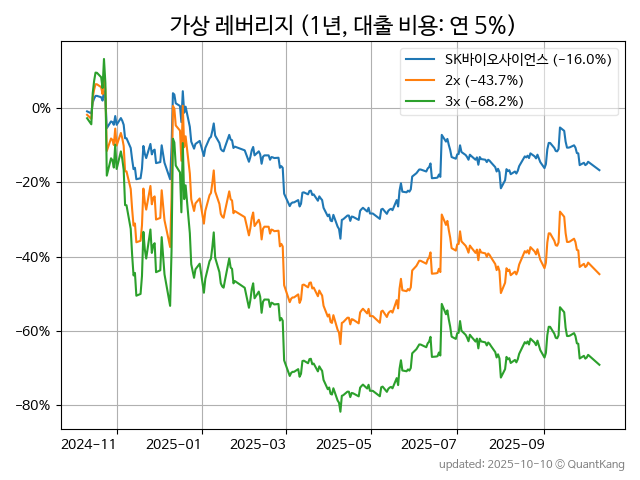 가상 레버리지 (1년, 대출 비용: 연 5%)
SK바이오사이언스 (−16.0%)
2x (−43.7%)
3x (−68.2%)
0%
−20%
−40%
−60%
−80%
2024−11 2025−01 2025−03 2025−05 2025−07 2025−09
updated: 2025-10-10 © QuantKang